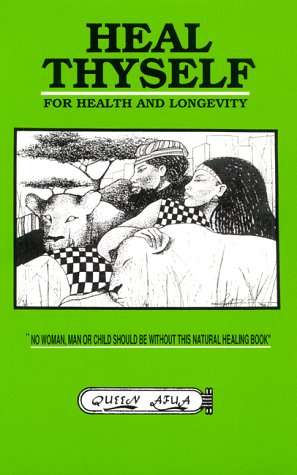 HEAL
THYSELF
FOR HEALTH AND LONGEVITY
"NO WOMAN, MAN OR CHILD SHOULD BE WITHOUT THIS NATURAL HEALING BOOK"
QUEEN AFUA